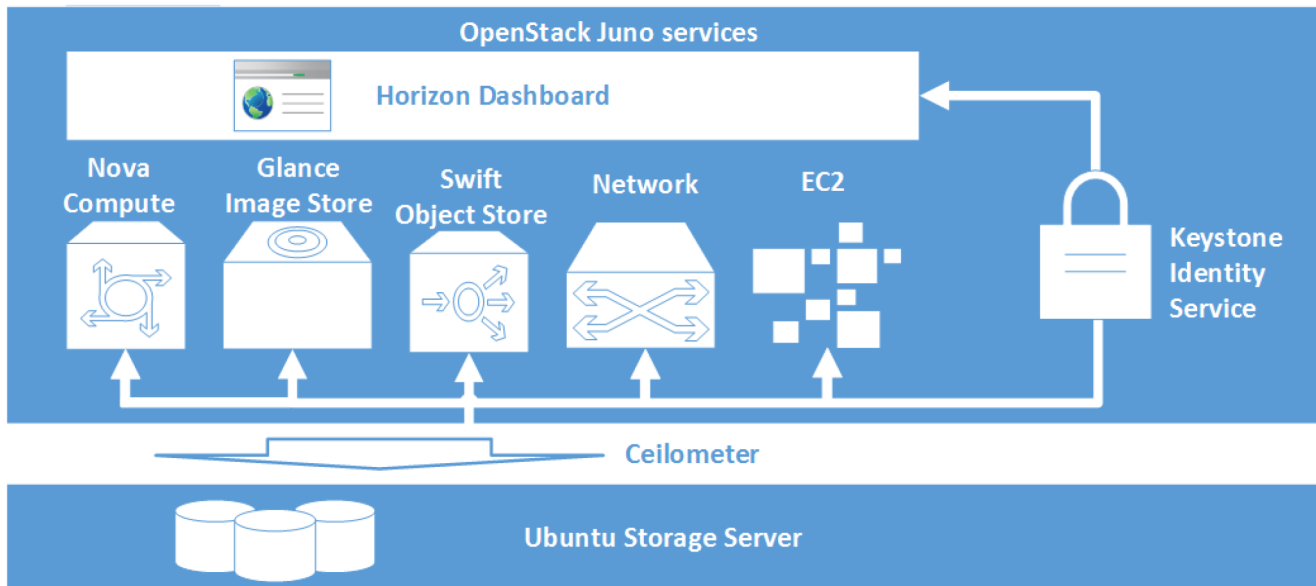 OpenStack Juno services
Horizon Dashboard
Nova
Compute
Glance
Image Store
Swift
Object Store
Network
EC2
Keystone
Identity
Service
Ceilometer
Ubuntu Storage Server